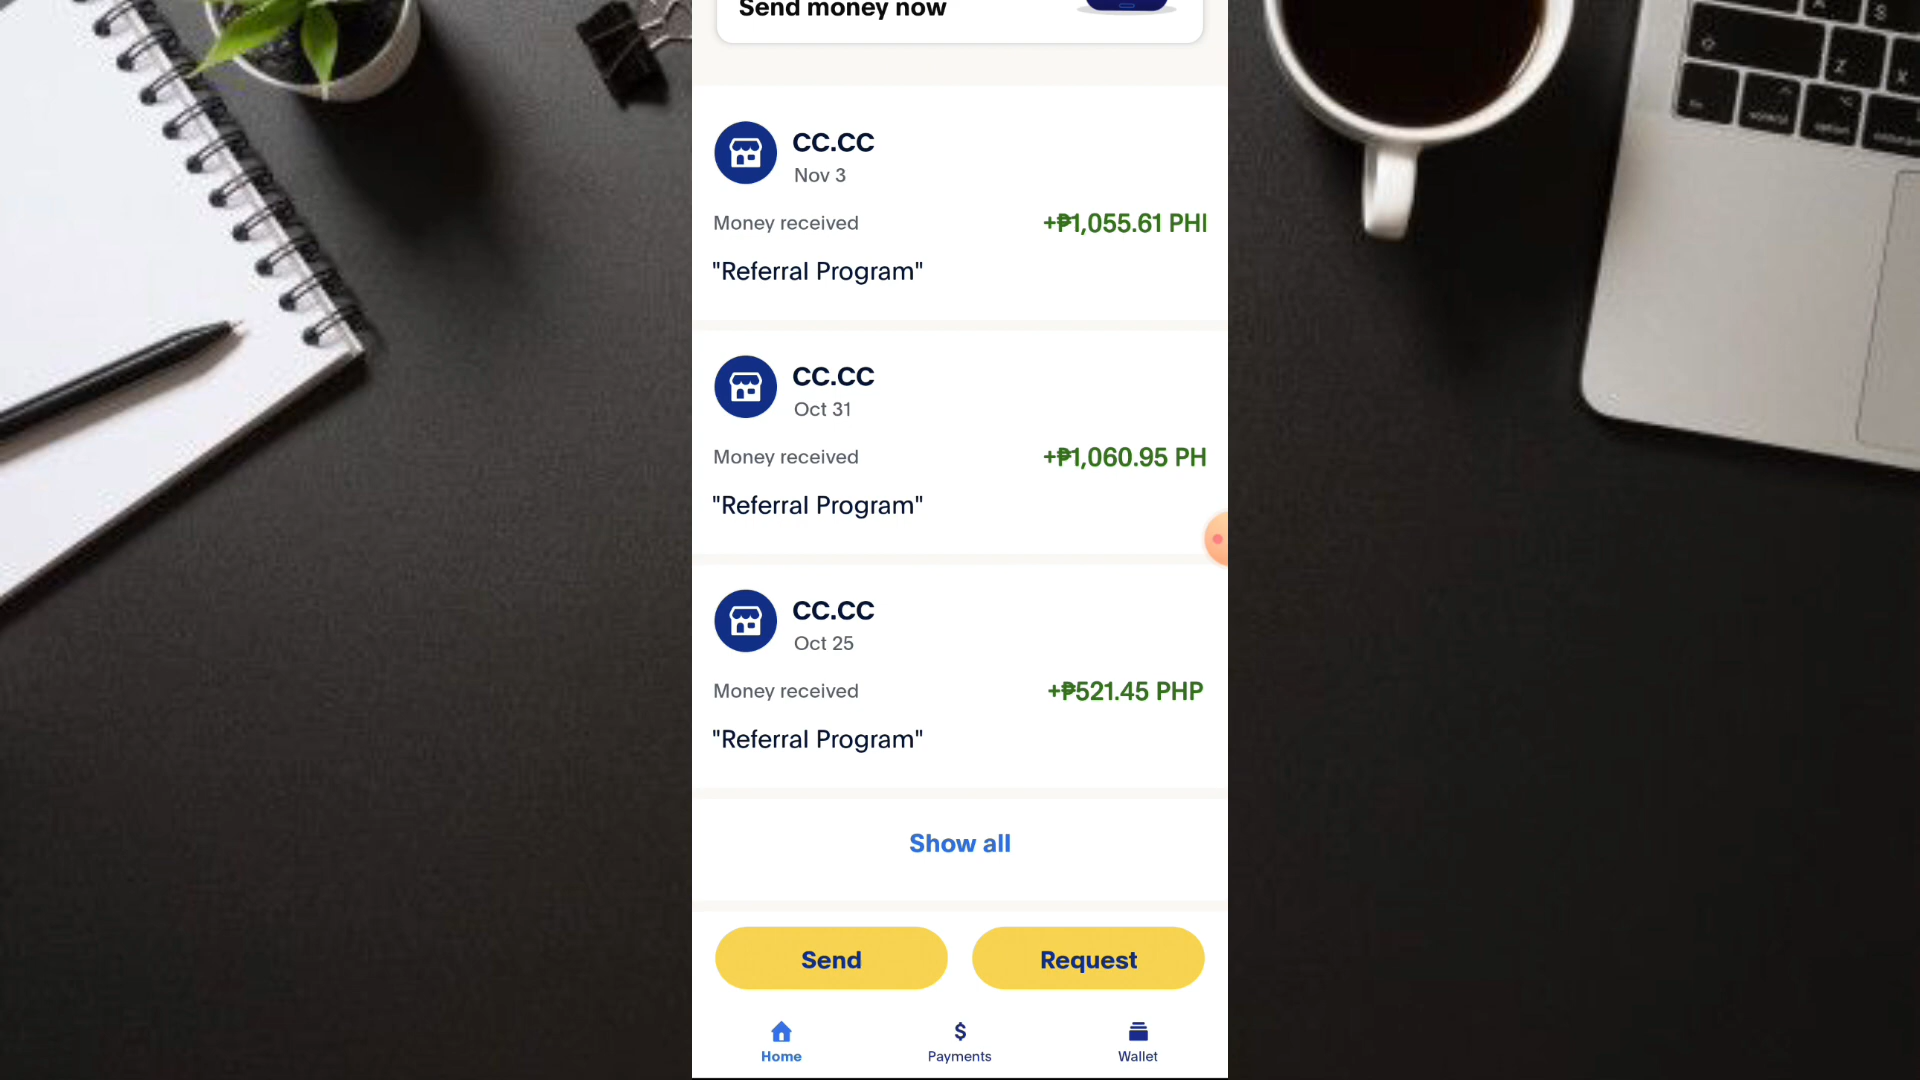 Send money now
CC.CC
Nov 3
Money received
+₱1,055.61 PHI
"Referral Program"
CC.CC
Oct 31
Money received
+₱1,060.95 PH
"Referral Program"
CC.CC
Oct 25
Money received
+₱521.45 PHP
"Referral Program"
Show all
Send
Request
Home
Payments
Wallet
control
option
Z
X